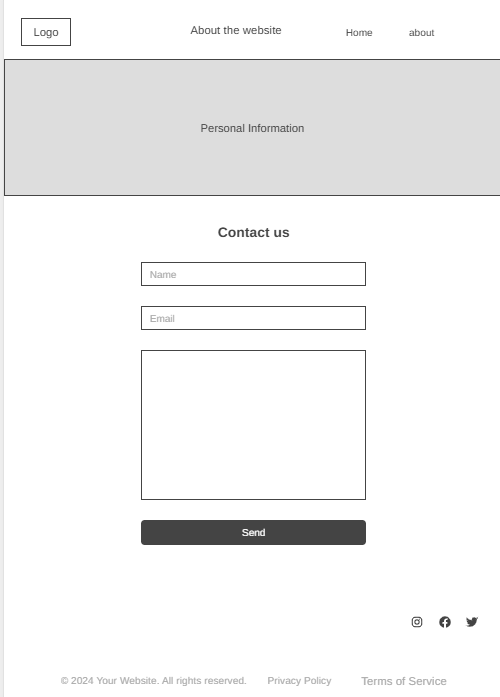 Logo
About the website
Home
about
Personal Information
Contact us
Name
Email
Send
© 2024 Your Website. All rights reserved.
Privacy Policy
Terms of Service